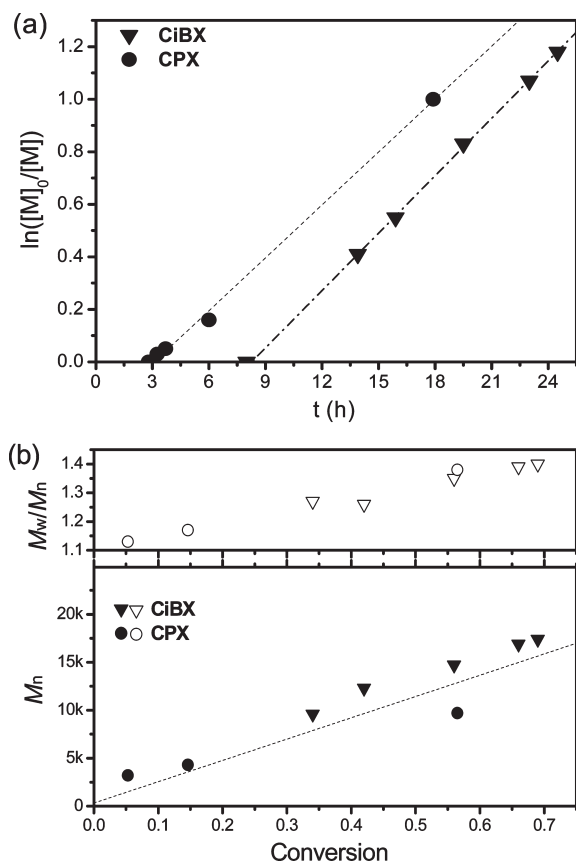 (a)
CiBX
CPX
ln([M]0/[M])
1.2
1.0
0.8
0.6
0.4
0.2
0.0
0 3 6 9 12 15 18 21 24
t (h)
(b)
Mw/Mn
1.4
1.3
1.2
1.1
CiBX
CPX
Mn
20k
15k
10k
5k
0
0.0 0.1 0.2 0.3 0.4 0.5 0.6 0.7
Conversion